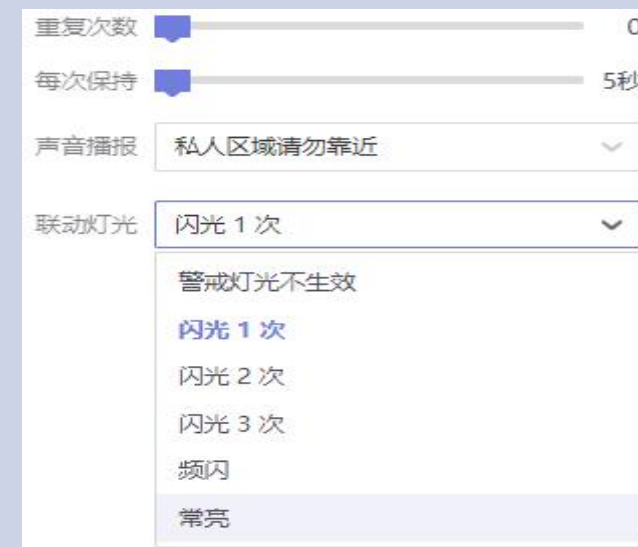 重复次数 0
每次保持 5秒
声音播报 私人区域请勿靠近
联动灯光 闪光 1 次
警戒灯光不生效
闪光 1 次
闪光 2 次
闪光 3 次
频闪
常亮